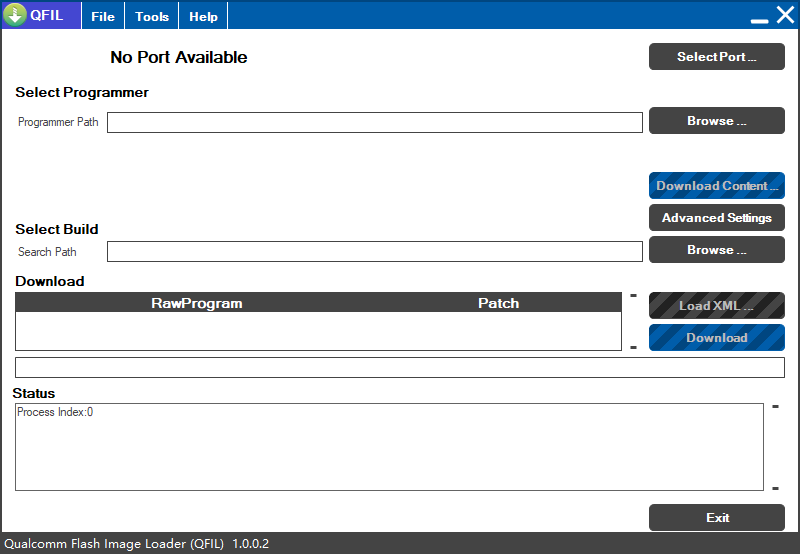 QFIL File Tools Help
No Port Available Select Port ...
Select Programmer
Programmer Path Browse ...
Download Content ...
Advanced Settings
Select Build
Search Path Browse ...
Download
RawProgram Patch
Load XML ...
Download
Status
Process Index:0
Exit
Qualcomm Flash Image Loader (QFIL) 1.0.0.2